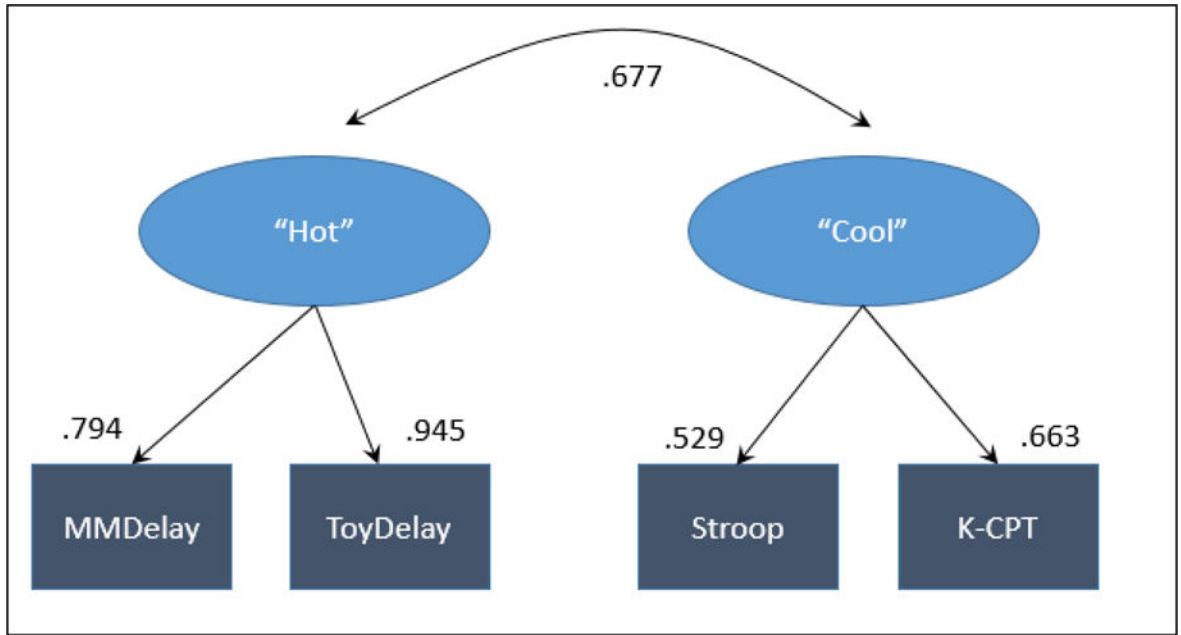 .677
“Hot”
“Cool”
.794
.945
.529
.663
MMDelay
ToyDelay
Stroop
K-CPT